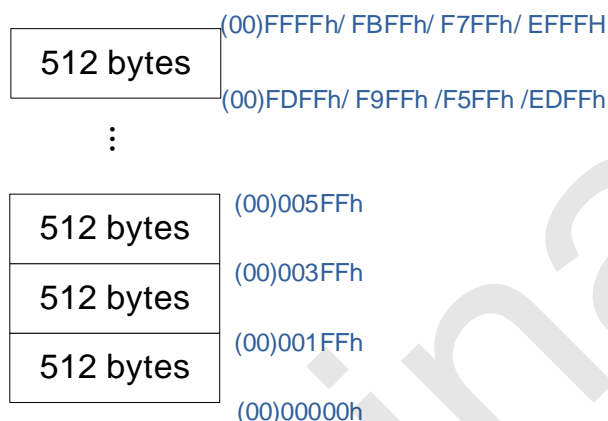 (00)FFFFh/ FBFFh/ F7FFh/ EFFFH
512 bytes
(00)FDFFh/ F9FFh /F5FFh /EDFFh
⋮
(00)005FFh
512 bytes
(00)003FFh
512 bytes
(00)001FFh
512 bytes
(00)00000h